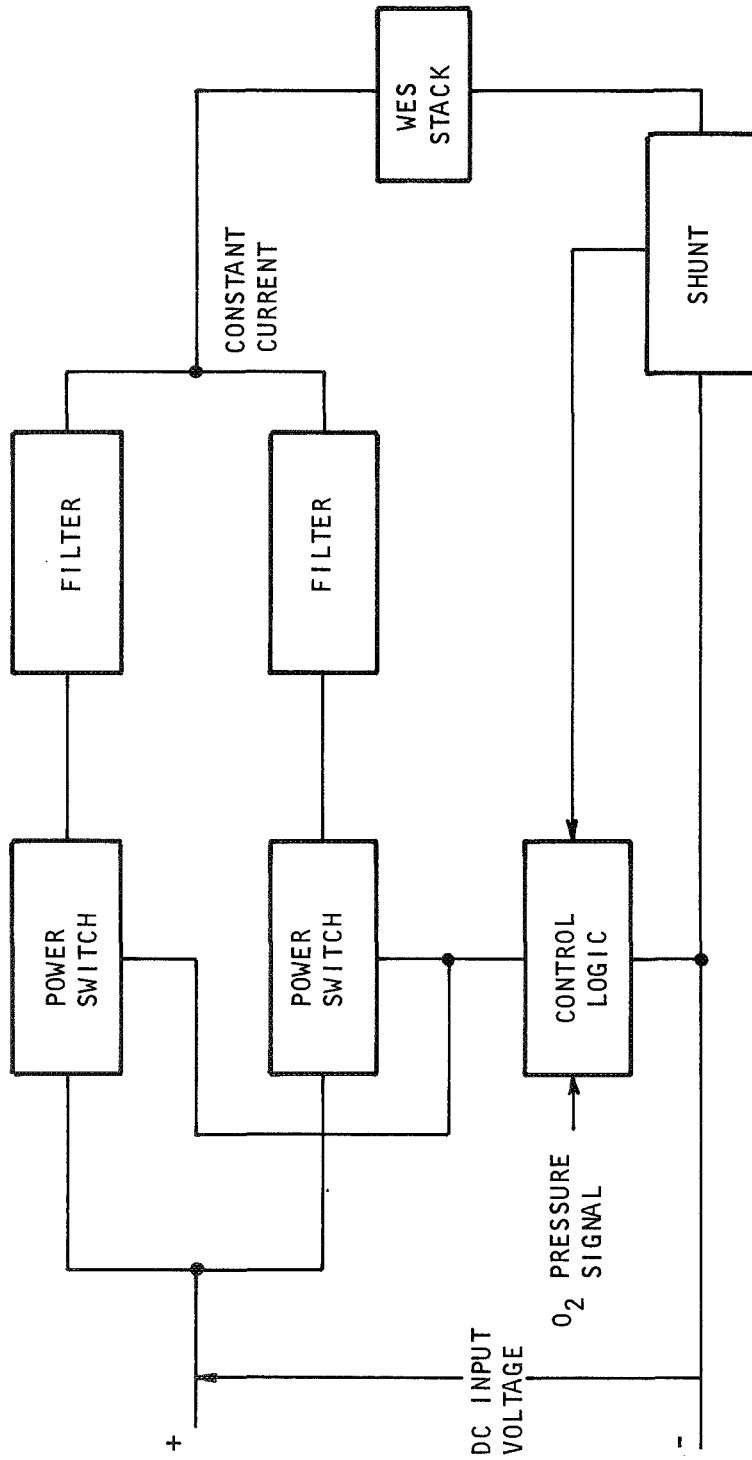 +
DC INPUT
VOLTAGE
-
POWER
SWITCH
FILTER
POWER
SWITCH
FILTER
CONSTANT
CURRENT
WES
STACK
O2 PRESSURE
SIGNAL
CONTROL
LOGIC
SHUNT